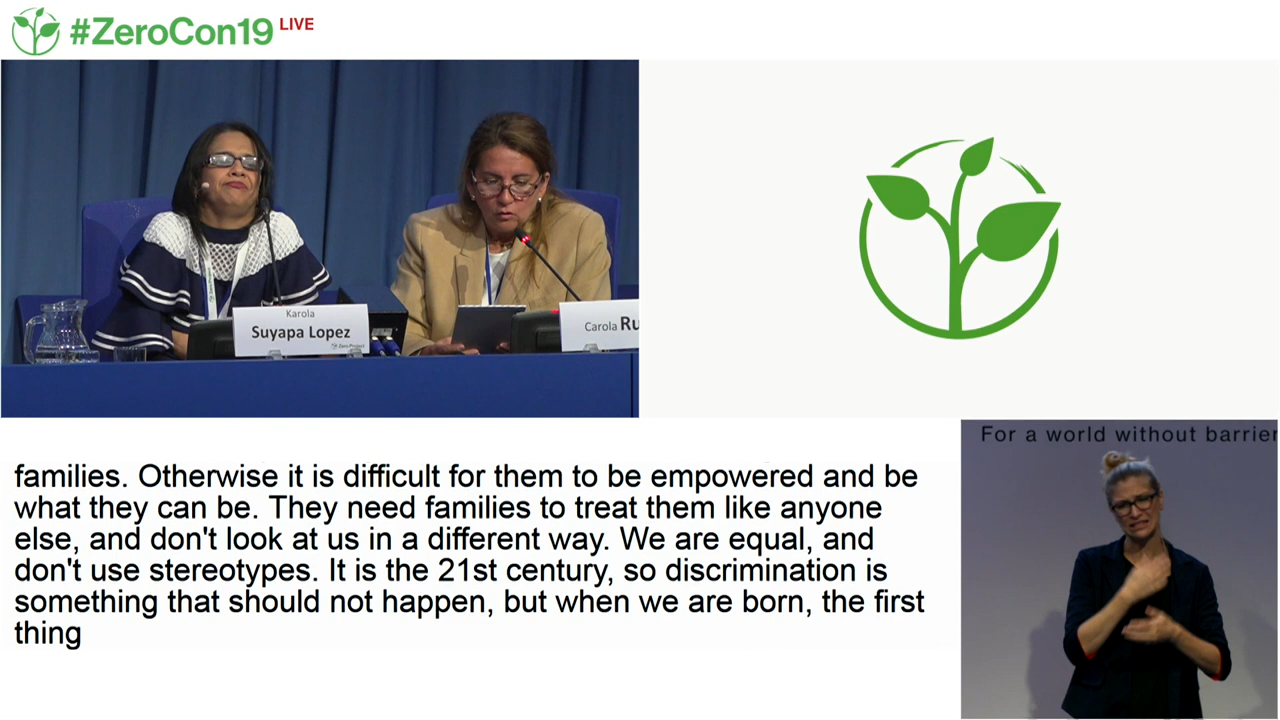 #ZeroCon19 LIVE
Karola
Suyapa Lopez
Zero Project
Carola Ru
For a world without barrier
families. Otherwise it is difficult for them to be empowered and be
what they can be. They need families to treat them like anyone
else, and don't look at us in a different way. We are equal, and
don't use stereotypes. It is the 21st century, so discrimination is
something that should not happen, but when we are born, the first
thing